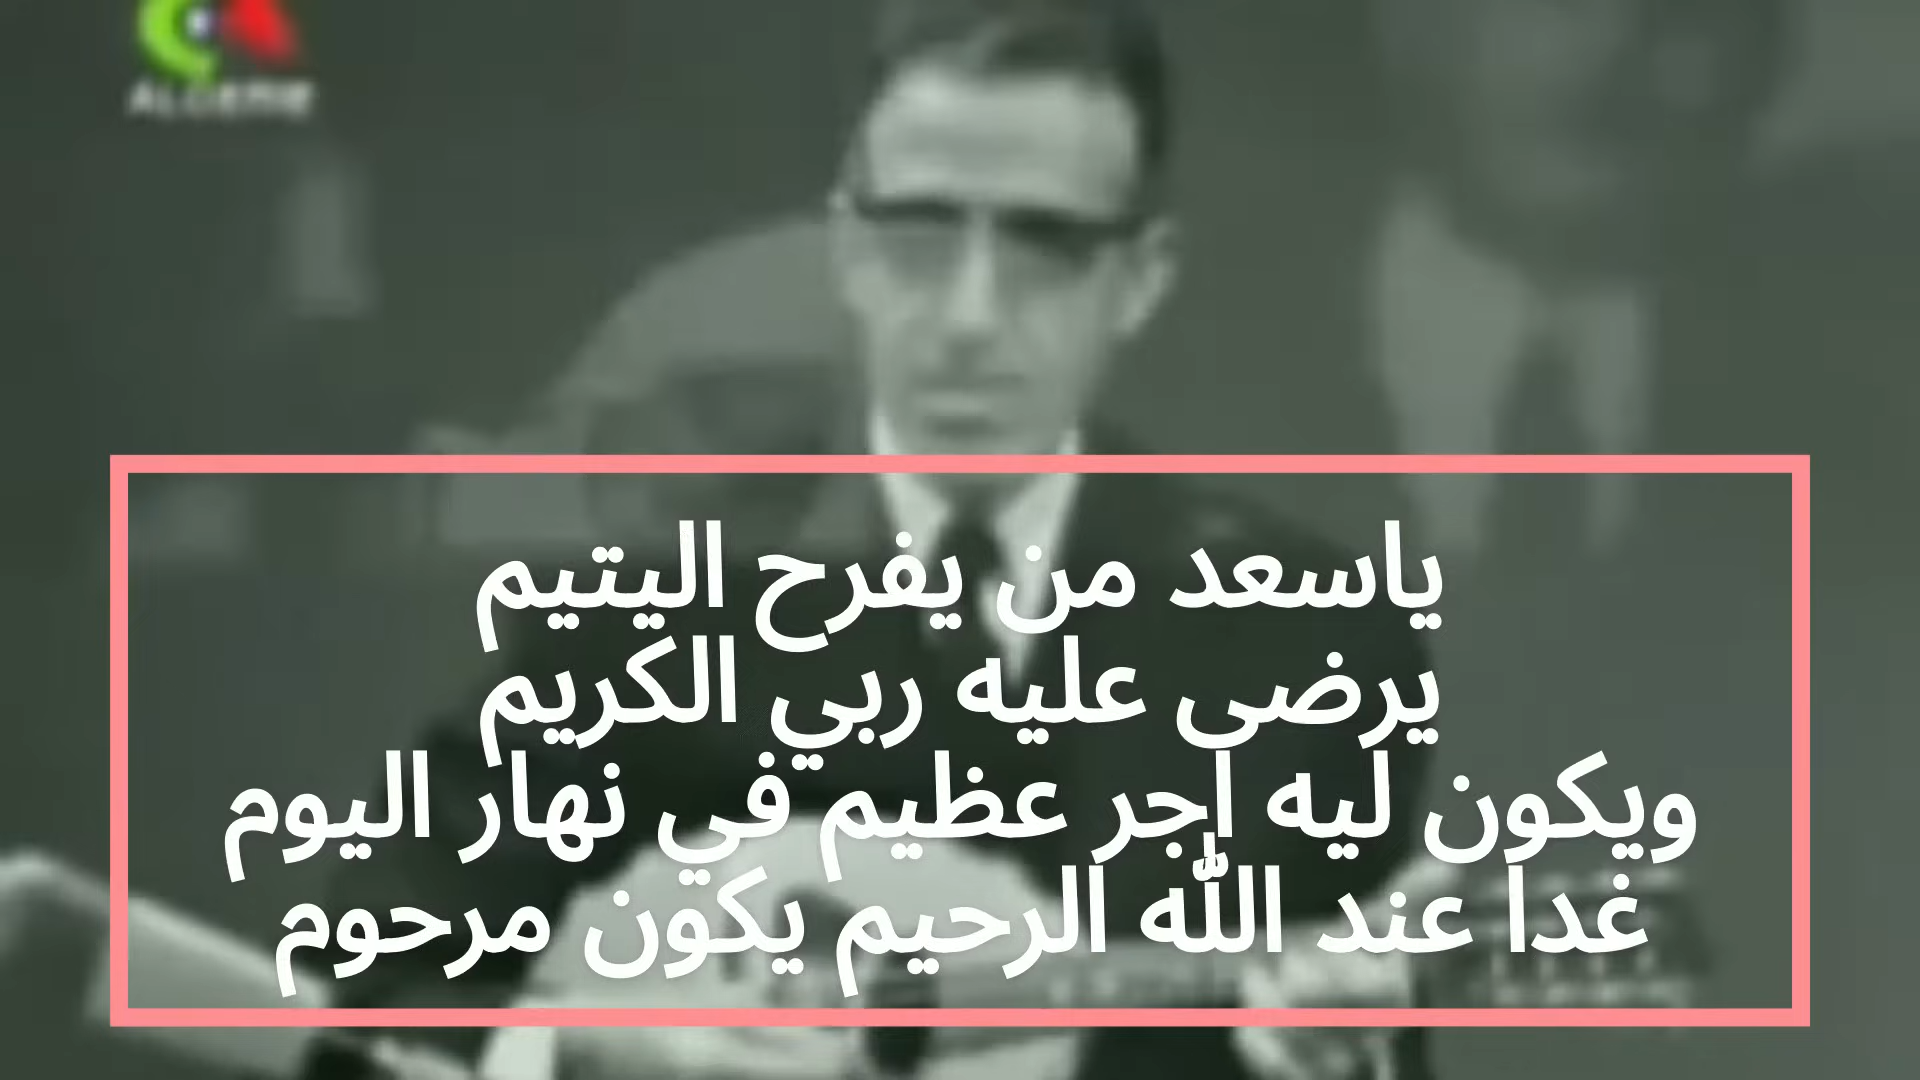 ALGERIE
ياسعد من يفرح اليتيم
يرضى عليه ربي الكريم
ويكون ليه اجر عظيم في نهار اليوم
غدا عند الله الرحيم يكون مرحوم